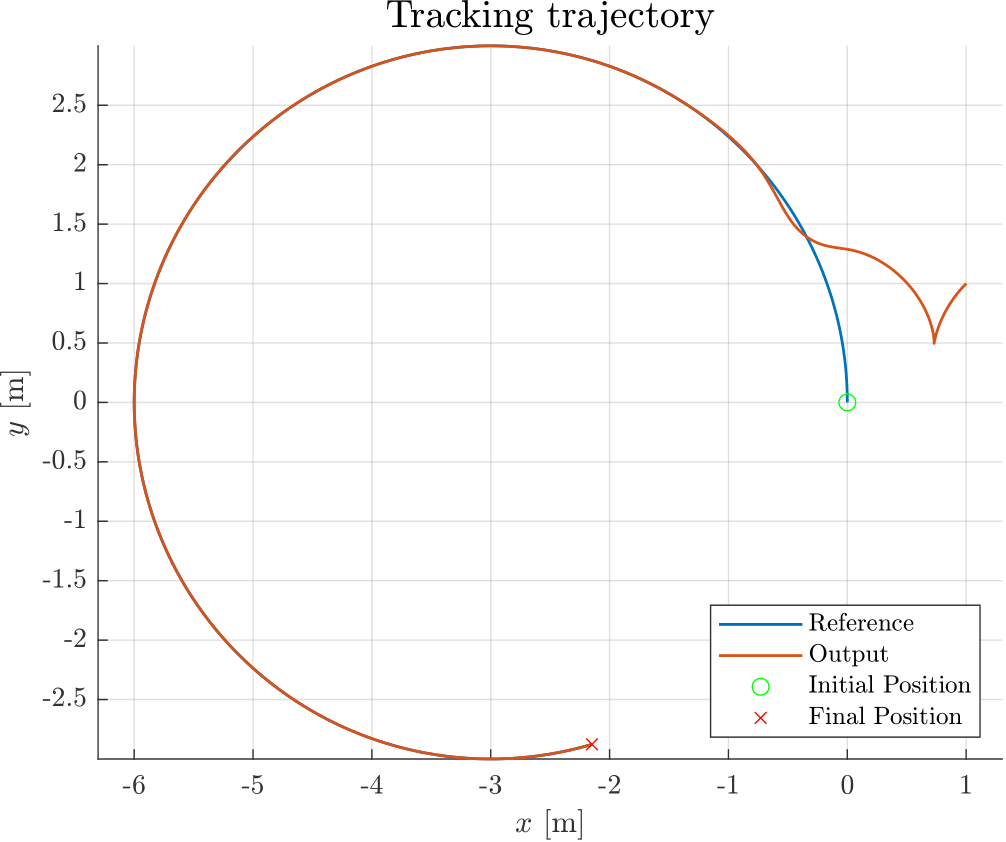 Tracking trajectory
2.5
2
1.5
1
0.5
0
-0.5
-1
-1.5
-2
-2.5
y [m]
-6 -5 -4 -3 -2 -1 0 1
x [m]
Reference
Output
Initial Position
Final Position